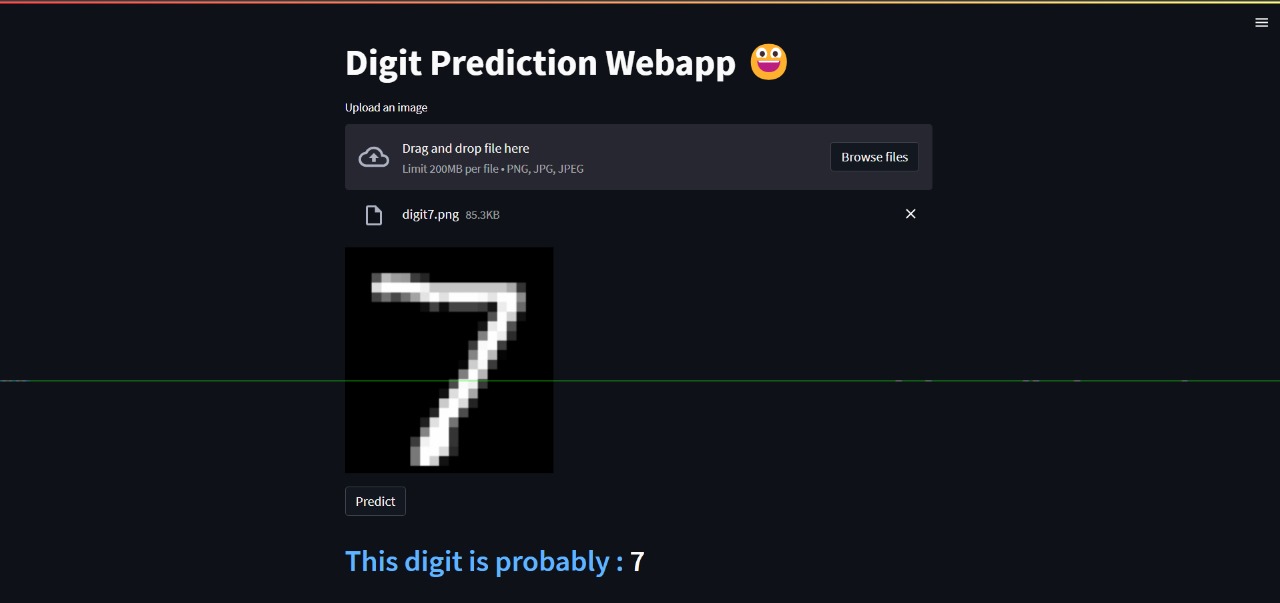 Digit Prediction Webapp 😀
Upload an image
Drag and drop file here
Limit 200MB per file • PNG, JPG, JPEG
Browse files
digit7.png 85.3KB
7
Predict
This digit is probably : 7